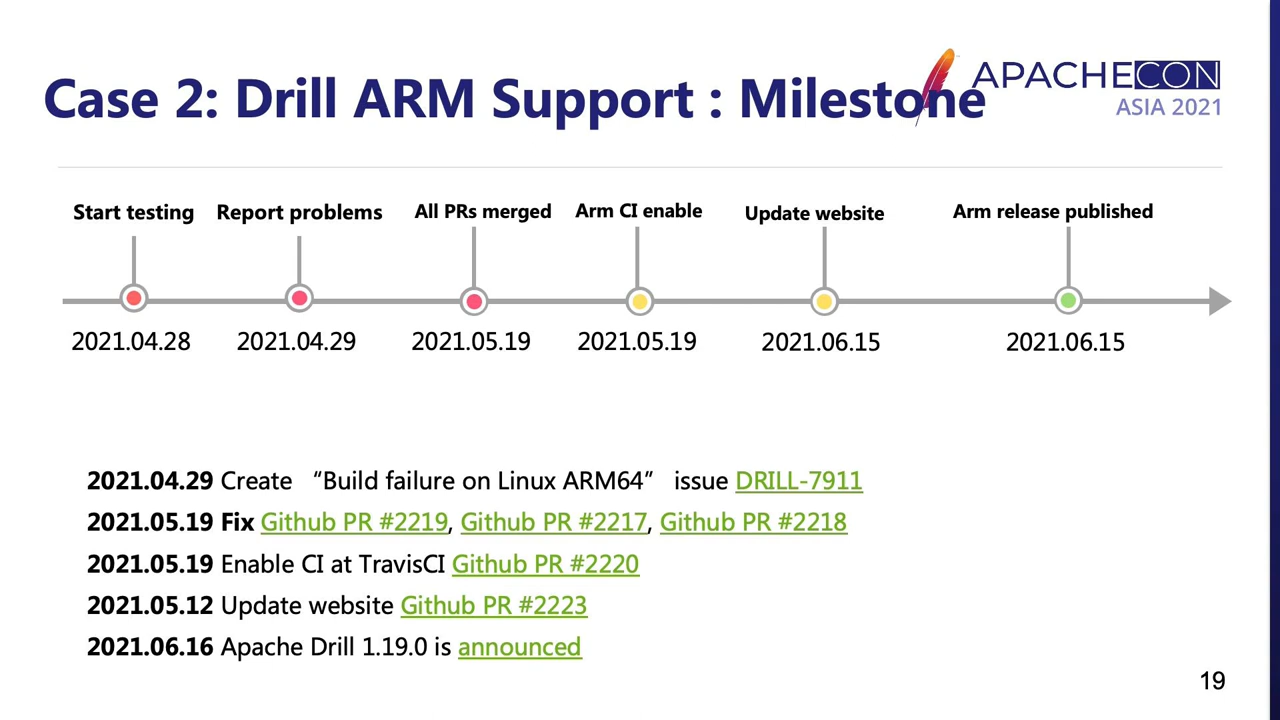 Case 2: Drill ARM Support : Milestone
APACHECON
ASIA 2021
Start testing
Report problems
All PRs merged
Arm CI enable
Update website
Arm release published
2021.04.28
2021.04.29
2021.05.19
2021.05.19
2021.06.15
2021.06.15
2021.04.29 Create “Build failure on Linux ARM64” issue DRILL-7911
2021.05.19 Fix Github PR #2219, Github PR #2217, Github PR #2218
2021.05.19 Enable CI at TravisCI Github PR #2220
2021.05.12 Update website Github PR #2223
2021.06.16 Apache Drill 1.19.0 is announced
19